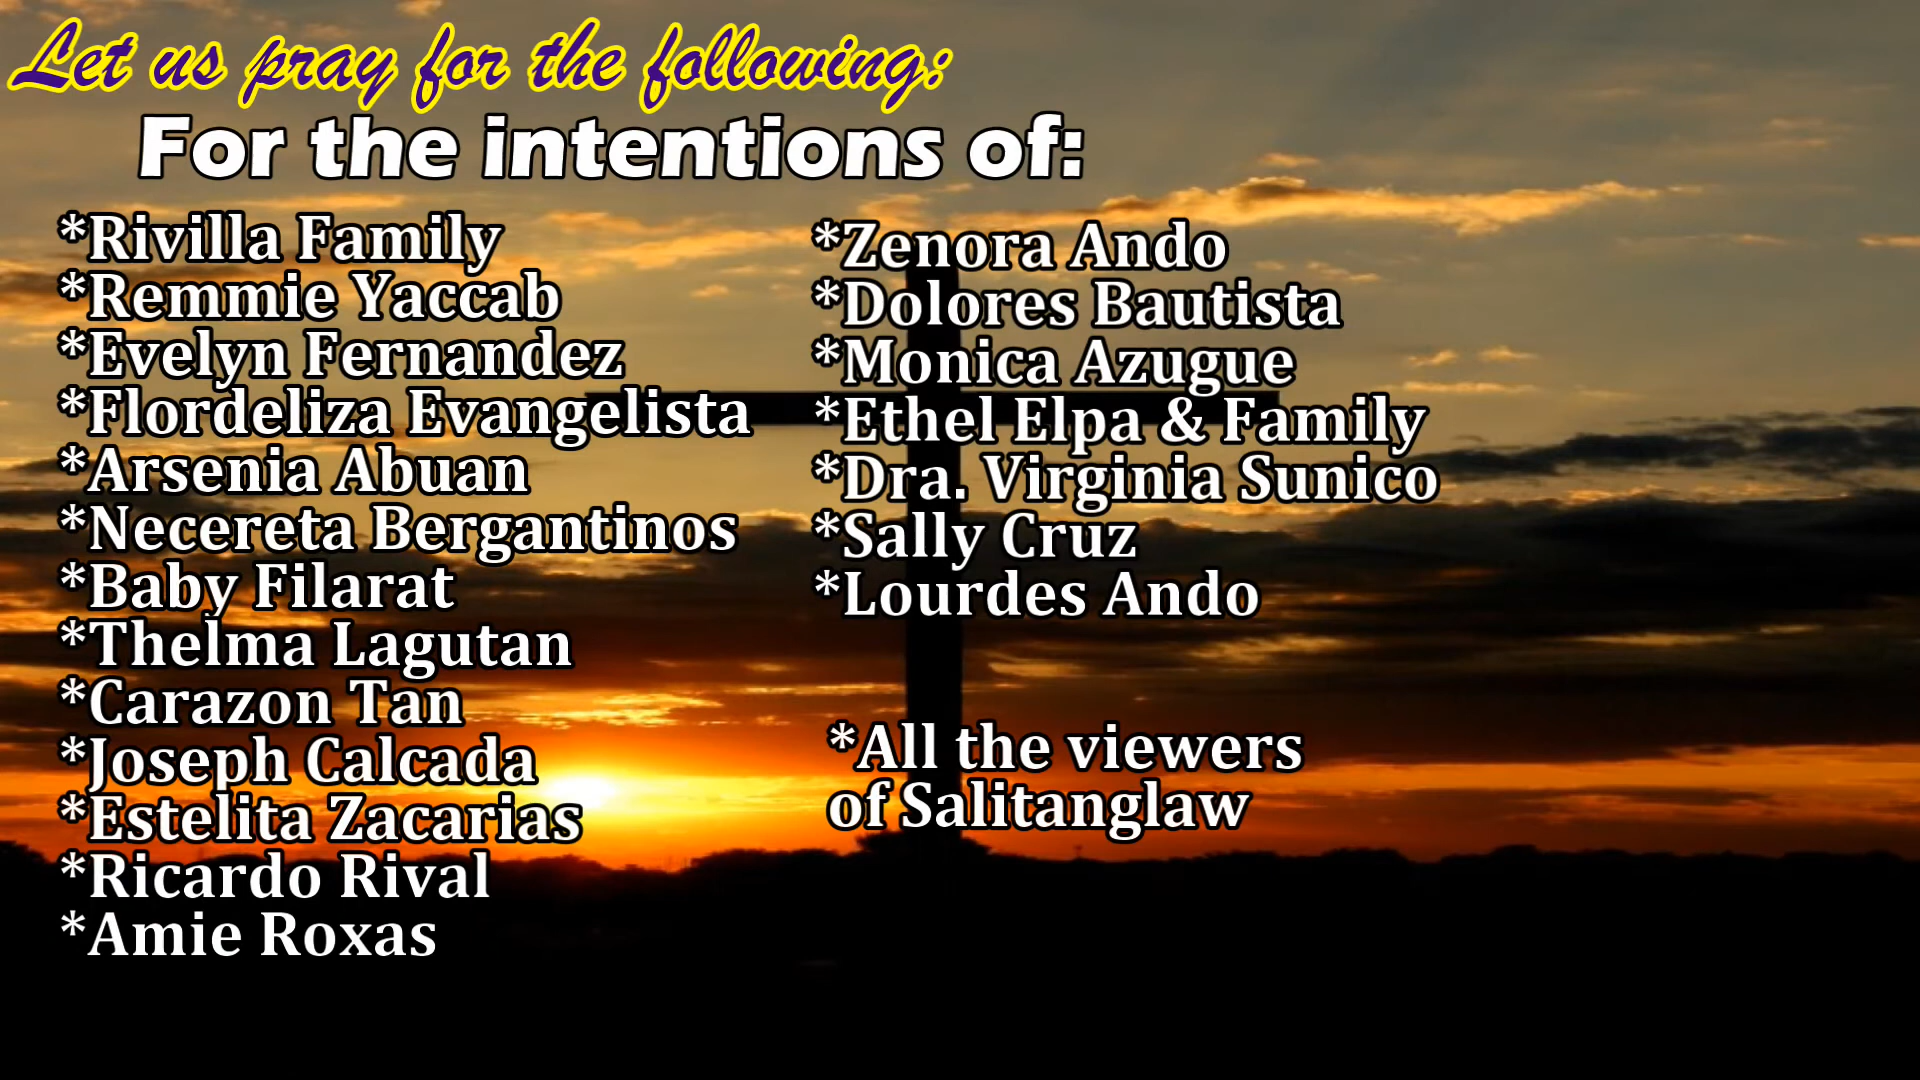 Let us pray for the following:
For the intentions of:
*Rivilla Family
*Remmie Yaccab
*Evelyn Fernandez
*Flordeliza Evangelista
*Arsenia Abuan
*Necereta Bergantinos
*Baby Filarat
*Thelma Lagutan
*Carazon Tan
*Joseph Calcada
*Estelita Zacarias
*Ricardo Rival
*Amie Roxas
*Zenora Ando
*Dolores Bautista
*Monica Azugue
*Ethel Elpa & Family
*Dra. Virginia Sunico
*Sally Cruz
*Lourdes Ando
*All the viewers
of Salitanglaw